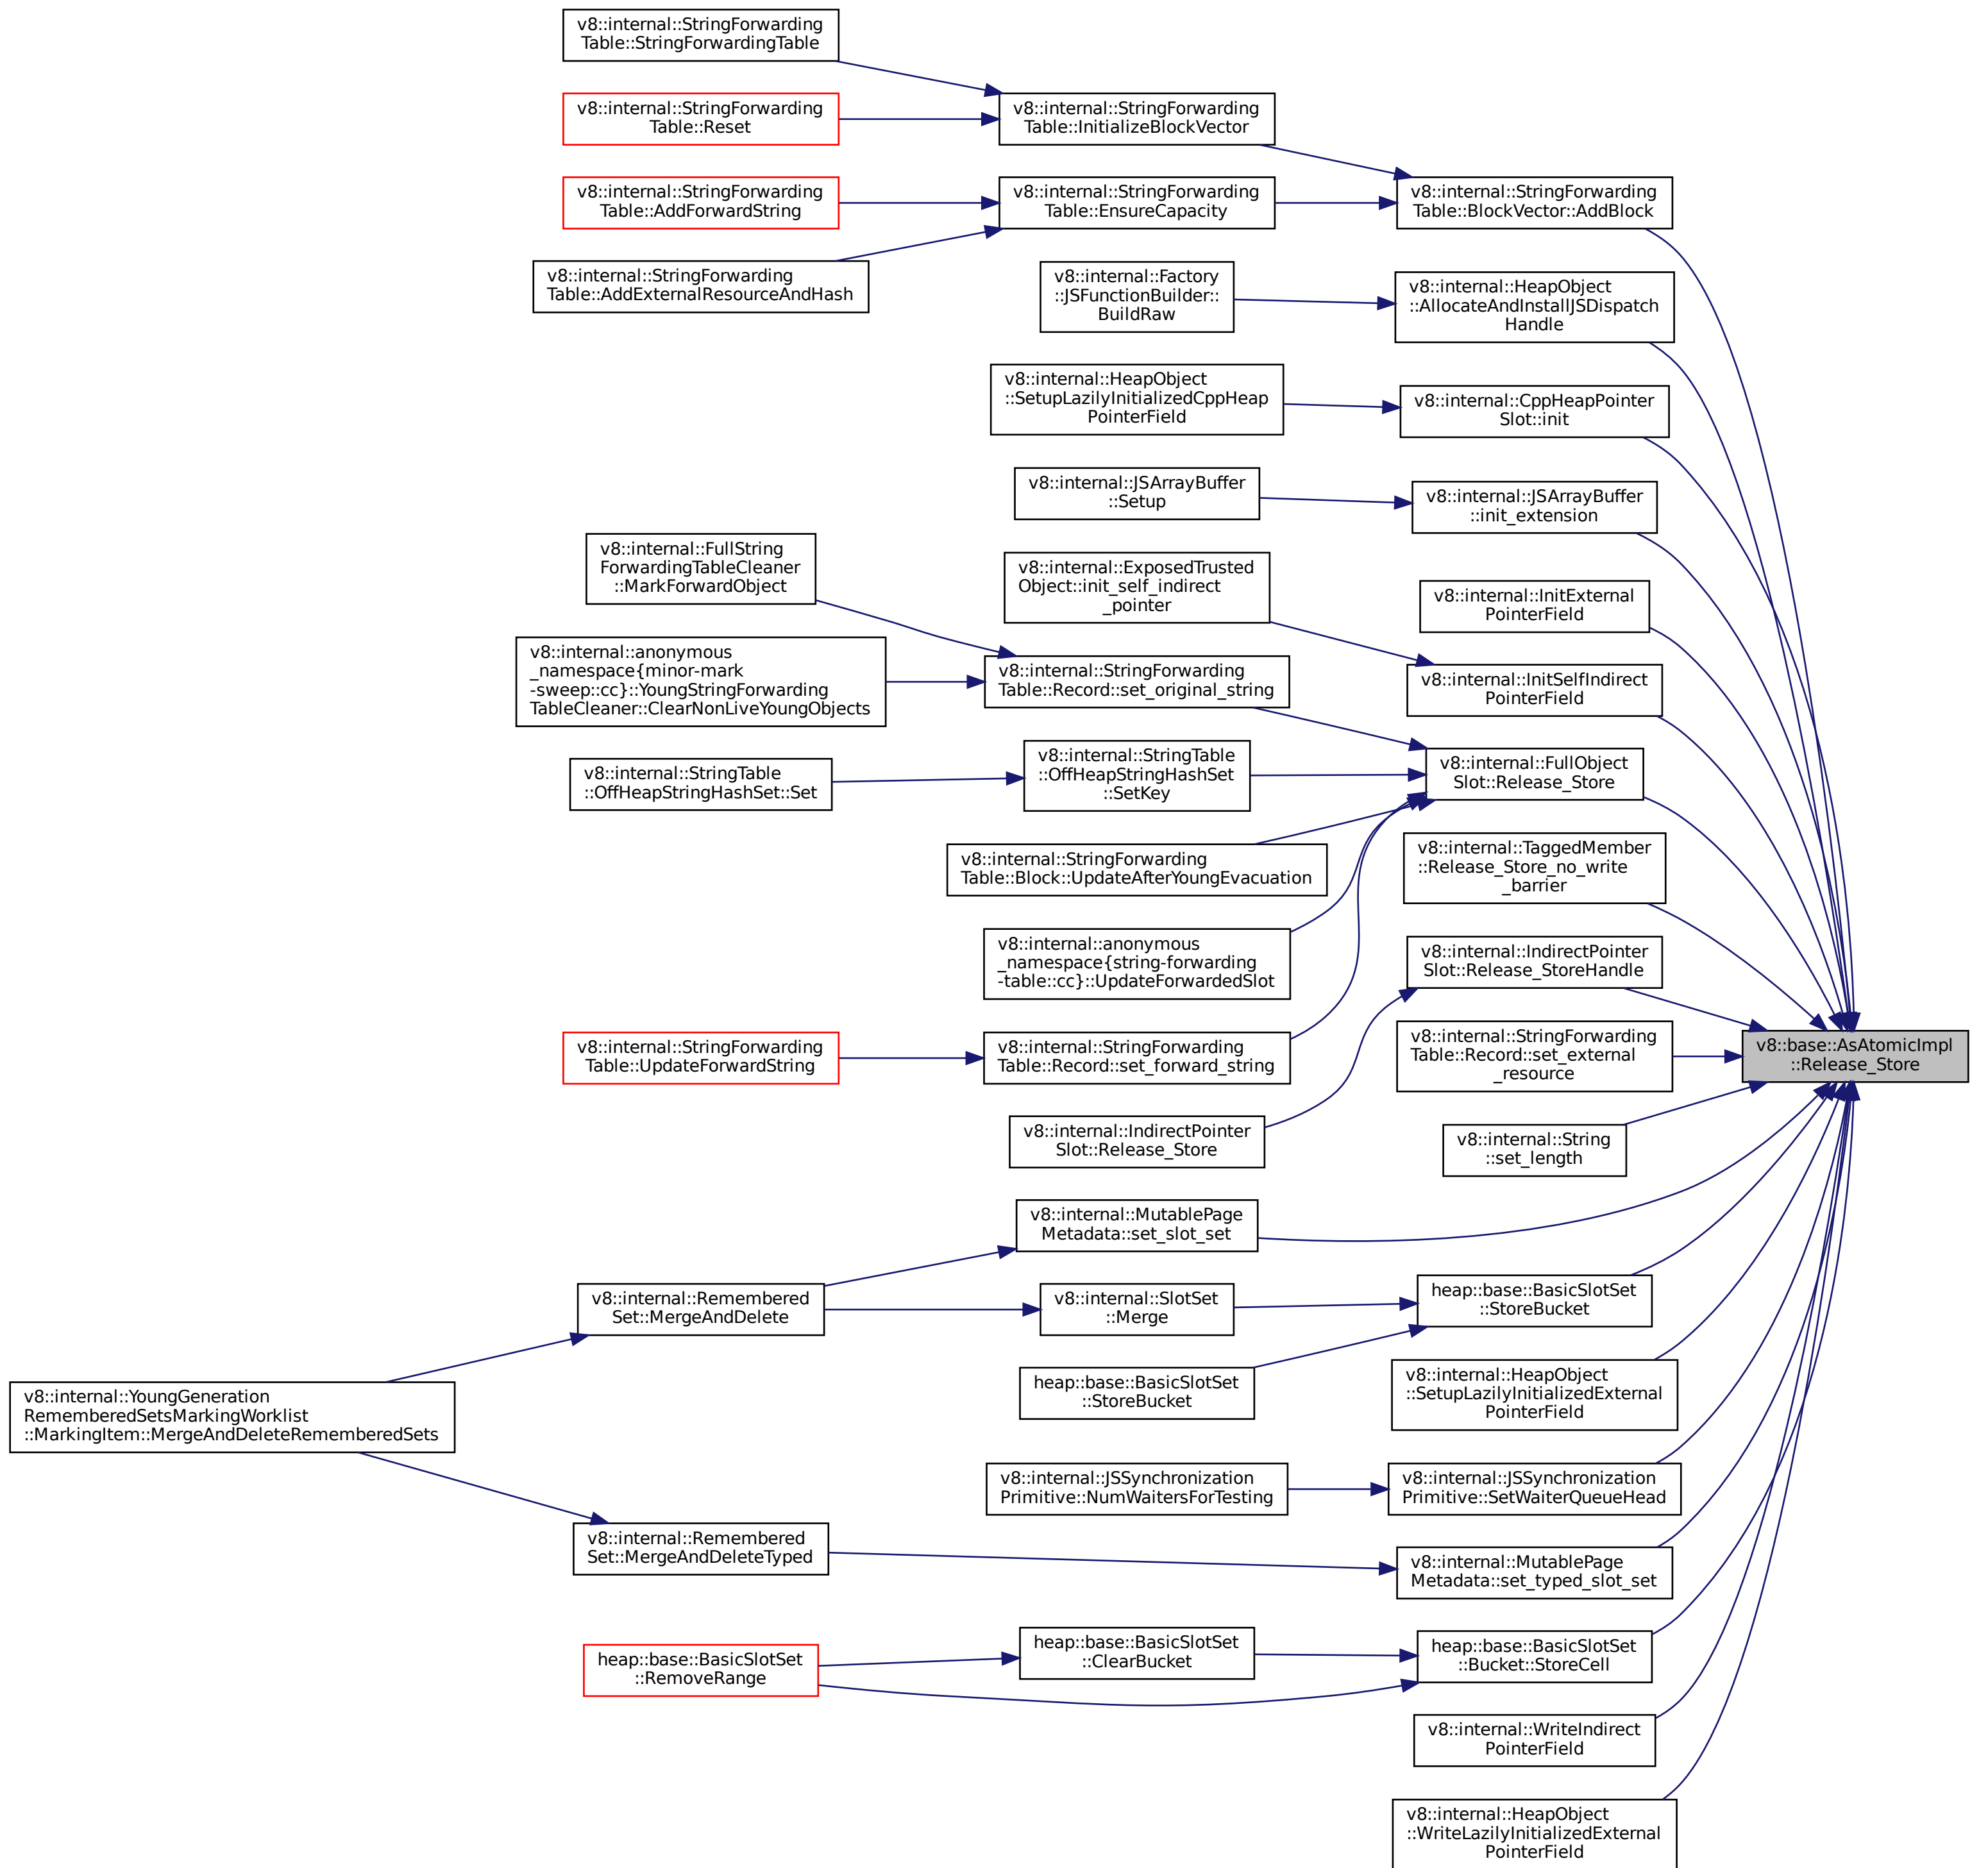 v8::internal::StringForwarding
Table::StringForwardingTable
v8::internal::StringForwarding
Table::Reset
v8::internal::StringForwarding
Table::InitializeBlockVector
v8::internal::StringForwarding
Table::AddForwardString
v8::internal::StringForwarding
Table::EnsureCapacity
v8::internal::StringForwarding
Table::BlockVector::AddBlock
v8::internal::StringForwarding
Table::AddExternalResourceAndHash
v8::internal::Factory
::JSFunctionBuilder::
BuildRaw
v8::internal::HeapObject
::AllocateAndInstallJSDispatch
Handle
v8::internal::HeapObject
::SetupLazilyInitializedCppHeap
PointerField
v8::internal::CppHeapPointer
Slot::init
v8::internal::JSArrayBuffer
::Setup
v8::internal::JSArrayBuffer
::init_extension
v8::internal::FullString
ForwardingTableCleaner
::MarkForwardObject
v8::internal::ExposedTrusted
Object::init_self_indirect
_pointer
v8::internal::InitExternal
PointerField
v8::internal::anonymous
_namespace{minor-mark
-sweep::cc}::YoungStringForwarding
TableCleaner::ClearNonLiveYoungObjects
v8::internal::StringForwarding
Table::Record::set_original_string
v8::internal::InitSelfIndirect
PointerField
v8::internal::StringTable
::OffHeapStringHashSet::Set
v8::internal::StringTable
::OffHeapStringHashSet
::SetKey
v8::internal::FullObject
Slot::Release_Store
v8::internal::StringForwarding
Table::Block::UpdateAfterYoungEvacuation
v8::internal::TaggedMember
::Release_Store_no_write
_barrier
v8::internal::anonymous
_namespace{string-forwarding
-table::cc}::UpdateForwardedSlot
v8::internal::IndirectPointer
Slot::Release_StoreHandle
v8::internal::StringForwarding
Table::UpdateForwardString
v8::internal::StringForwarding
Table::Record::set_forward_string
v8::internal::StringForwarding
Table::Record::set_external
_resource
v8::base::AsAtomicImpl
::Release_Store
v8::internal::IndirectPointer
Slot::Release_Store
v8::internal::String
::set_length
v8::internal::MutablePage
Metadata::set_slot_set
v8::internal::Remembered
Set::MergeAndDelete
v8::internal::SlotSet
::Merge
heap::base::BasicSlotSet
::StoreBucket
heap::base::BasicSlotSet
::StoreBucket
v8::internal::HeapObject
::SetupLazilyInitializedExternal
PointerField
v8::internal::YoungGeneration
RememberedSetsMarkingWorklist
::MarkingItem::MergeAndDeleteRememberedSets
v8::internal::JSSynchronization
Primitive::NumWaitersForTesting
v8::internal::JSSynchronization
Primitive::SetWaiterQueueHead
v8::internal::Remembered
Set::MergeAndDeleteTyped
v8::internal::MutablePage
Metadata::set_typed_slot_set
heap::base::BasicSlotSet
::RemoveRange
heap::base::BasicSlotSet
::ClearBucket
heap::base::BasicSlotSet
::Bucket::StoreCell
v8::internal::WriteIndirect
PointerField
v8::internal::HeapObject
::WriteLazilyInitializedExternal
PointerField